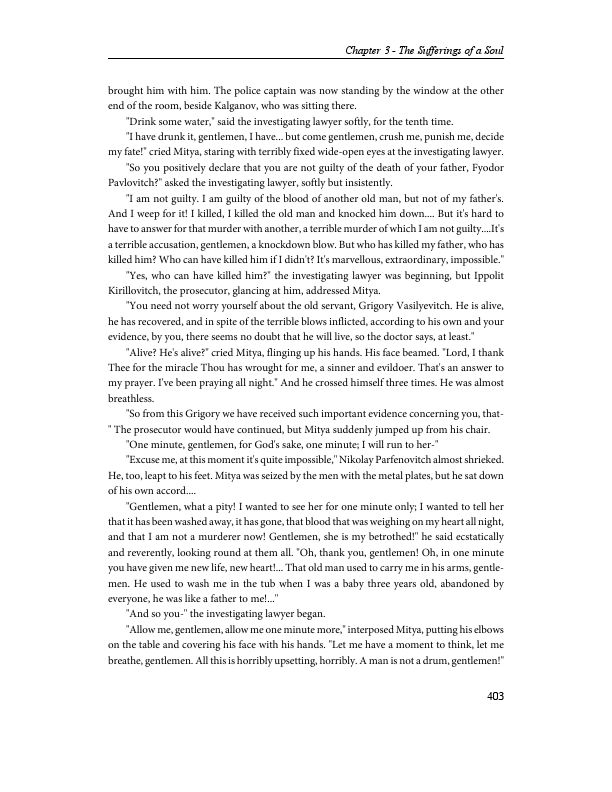 Chapter 3 - The Sufferings of a Soul
brought him with him. The police captain was now standing by the window at the other
end of the room, beside Kalganov, who was sitting there.
"Drink some water," said the investigating lawyer softly, for the tenth time.
"I have drunk it, gentlemen, I have... but come gentlemen, crush me, punish me, decide
my fate!" cried Mitya, staring with terribly fixed wide-open eyes at the investigating lawyer.
"So you positively declare that you are not guilty of the death of your father, Fyodor
Pavlovitch?" asked the investigating lawyer, softly but insistently.
"I am not guilty. I am guilty of the blood of another old man, but not of my father's.
And I weep for it! I killed, I killed the old man and knocked him down.... But it's hard to
have to answer for that murder with another, a terrible murder of which I am not guilty....It's
a terrible accusation, gentlemen, a knockdown blow. But who has killed my father, who has
killed him? Who can have killed him if I didn't? It's marvellous, extraordinary, impossible."
"Yes, who can have killed him?" the investigating lawyer was beginning, but Ippolit
Kirillovitch, the prosecutor, glancing at him, addressed Mitya.
"You need not worry yourself about the old servant, Grigory Vasilyevitch. He is alive,
he has recovered, and in spite of the terrible blows inflicted, according to his own and your
evidence, by you, there seems no doubt that he will live, so the doctor says, at least."
"Alive? He's alive?" cried Mitya, flinging up his hands. His face beamed. "Lord, I thank
Thee for the miracle Thou has wrought for me, a sinner and evildoer. That's an answer to
my prayer. I've been praying all night." And he crossed himself three times. He was almost
breathless.
"So from this Grigory we have received such important evidence concerning you, that-
" The prosecutor would have continued, but Mitya suddenly jumped up from his chair.
"One minute, gentlemen, for God's sake, one minute; I will run to her-"
"Excuse me, at this moment it's quite impossible," Nikolay Parfenovitch almost shrieked.
He, too, leapt to his feet. Mitya was seized by the men with the metal plates, but he sat down
of his own accord....
"Gentlemen, what a pity! I wanted to see her for one minute only; I wanted to tell her
that it has been washed away, it has gone, that blood that was weighing on my heart all night,
and that I am not a murderer now! Gentlemen, she is my betrothed!" he said ecstatically
and reverently, looking round at them all. "Oh, thank you, gentlemen! Oh, in one minute
you have given me new life, new heart!... That old man used to carry me in his arms, gentle-
men. He used to wash me in the tub when I was a baby three years old, abandoned by
everyone, he was like a father to me!..."
"And so you-" the investigating lawyer began.
"Allow me, gentlemen, allow me one minute more," interposed Mitya, putting his elbows
on the table and covering his face with his hands. "Let me have a moment to think, let me
breathe, gentlemen. All this is horribly upsetting, horribly. A man is not a drum, gentlemen!"
403